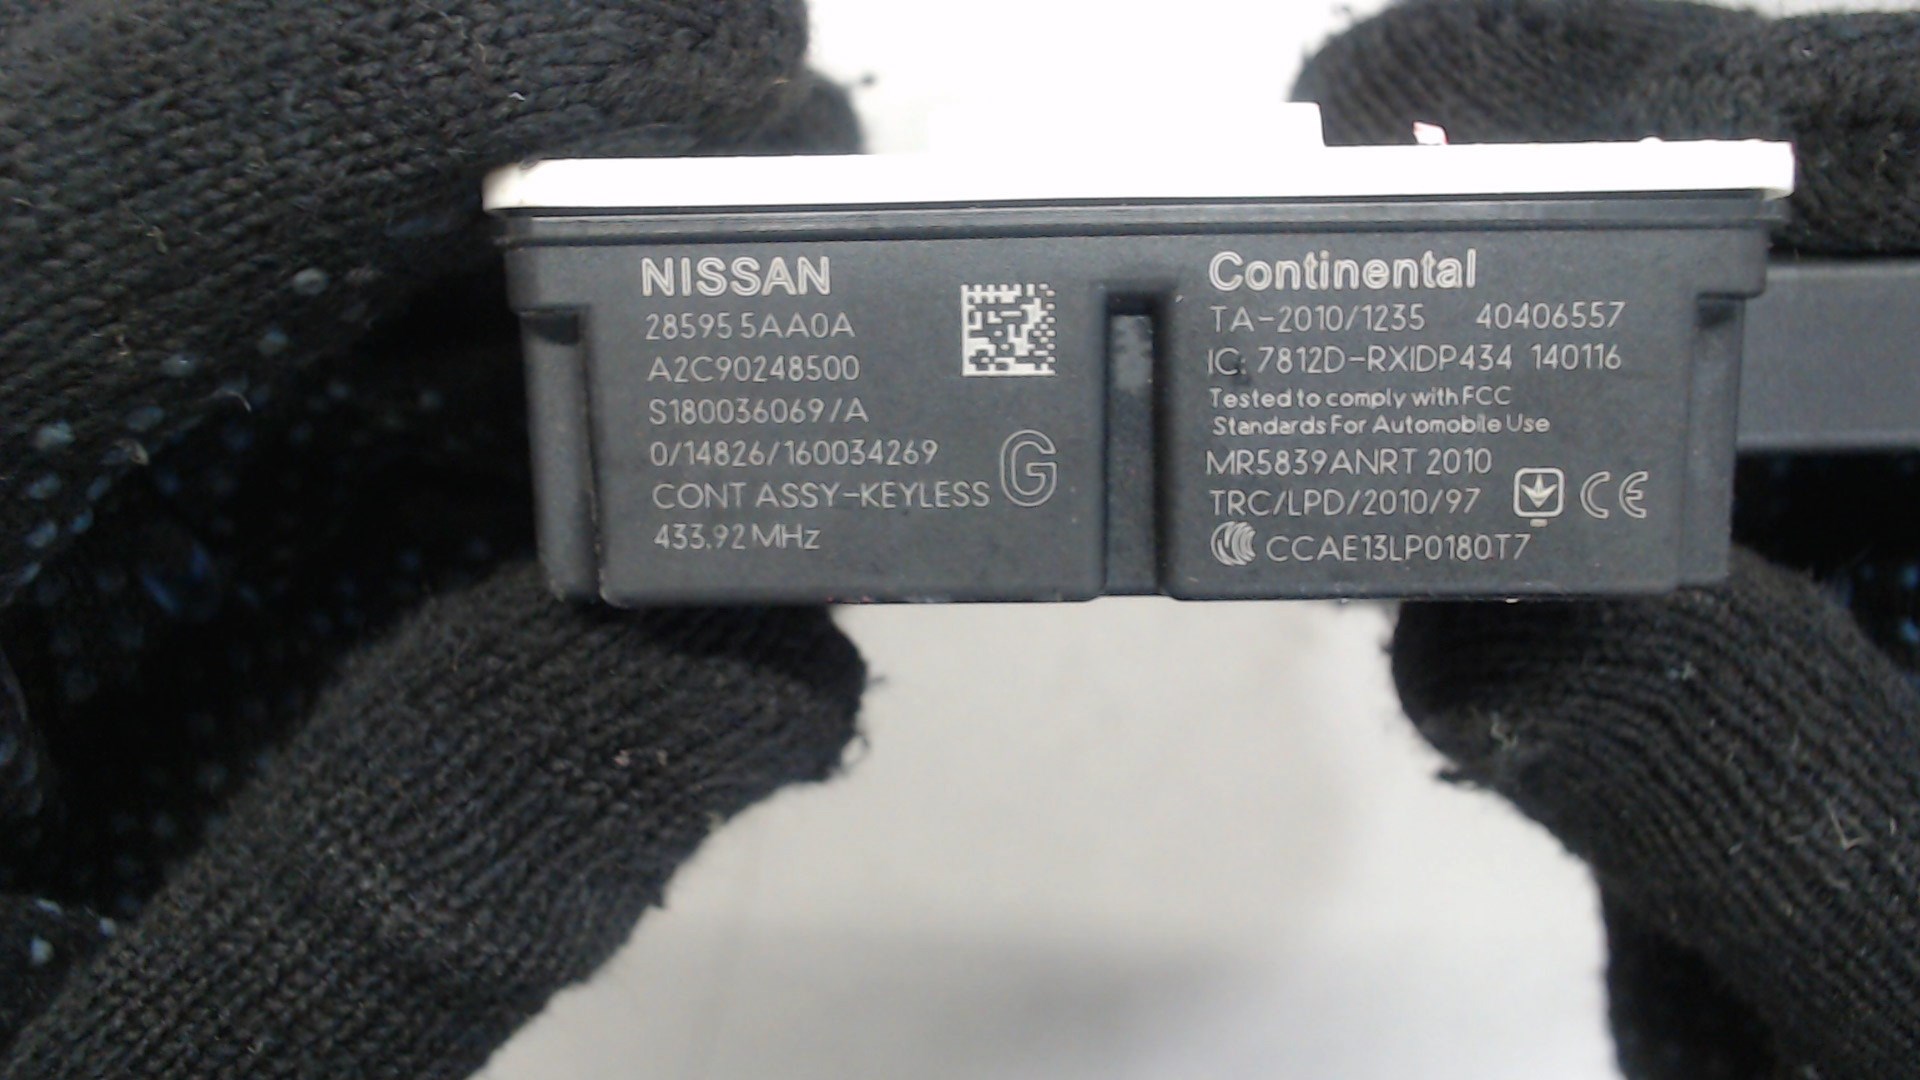 NISSAN
28595 5AA0A
A2C90248500
S180036069/A
0/14826/160034269
CONT ASSY-KEYLESS
433.92MHz
G
Continental
TA-2010/1235 40406557
IC: 7812D-RXIDP434 140116
Tested to comply with FCC
Standards For Automobile Use
MR5839ANRT 2010
TRC/LPD/2010/97 CE
CCAE13LP0180T7